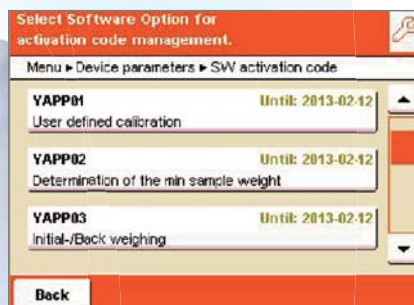 Select Software Option for
activation code management.
Menu ▸ Device parameters ▸ SW activation code
YAPP01 Until: 2013-02-12
User defined calibration
YAPP02 Until: 2013-02-12
Determination of the min sample weight
YAPP03 Until: 2013-02-12
Initial-/Back weighing
Back